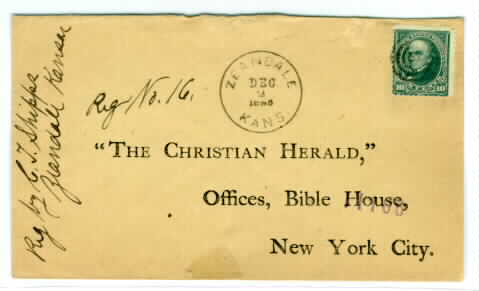 Reg by C. T. Shipps
Zeandale Kansas
Reg No. 16.
ZEANDALE
DEC
KANS
"THE CHRISTIAN HERALD,"
Offices, Bible House,
New York City.